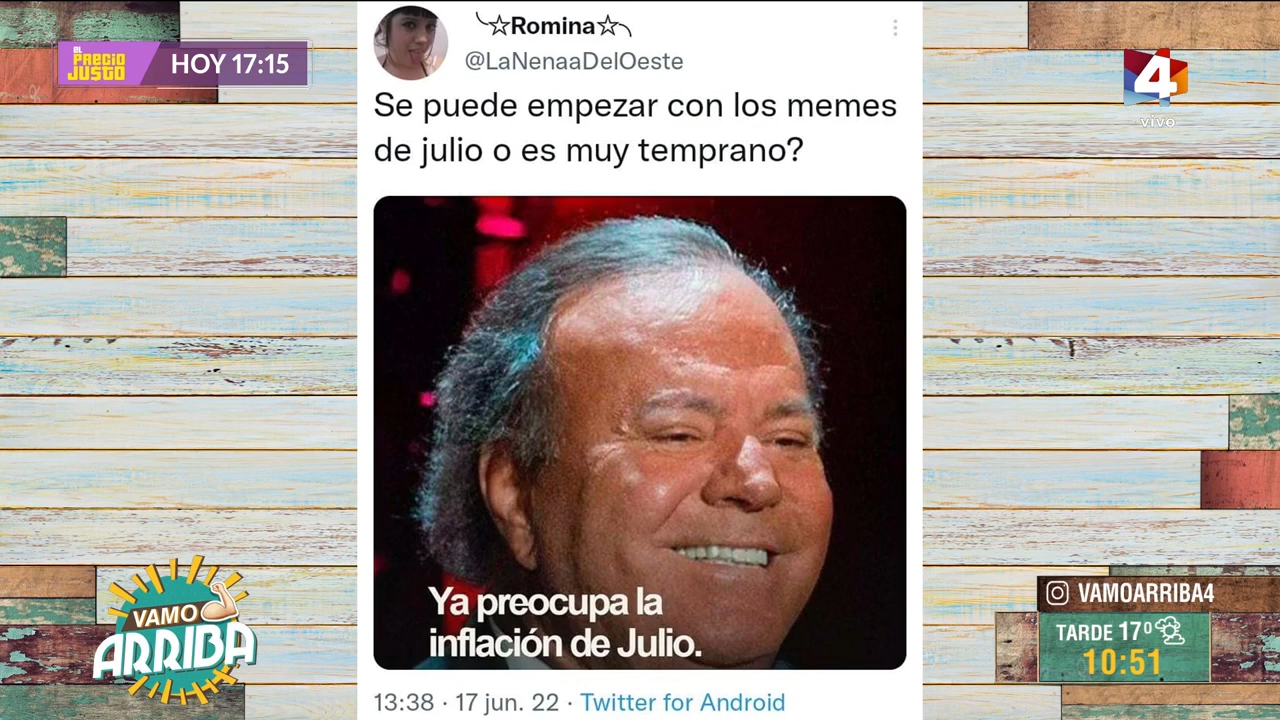 EL
PRECIO
JUSTO
HOY 17:15
4
vivo
╰☆Romina☆╮
@LaNenaaDelOeste
Se puede empezar con los memes
de julio o es muy temprano?
Ya preocupa la
inflación de Julio.
13:38 · 17 jun. 22 · Twitter for Android
VAMO
ARRIBA
VAMOARRIBA4
TARDE 17º
10:51